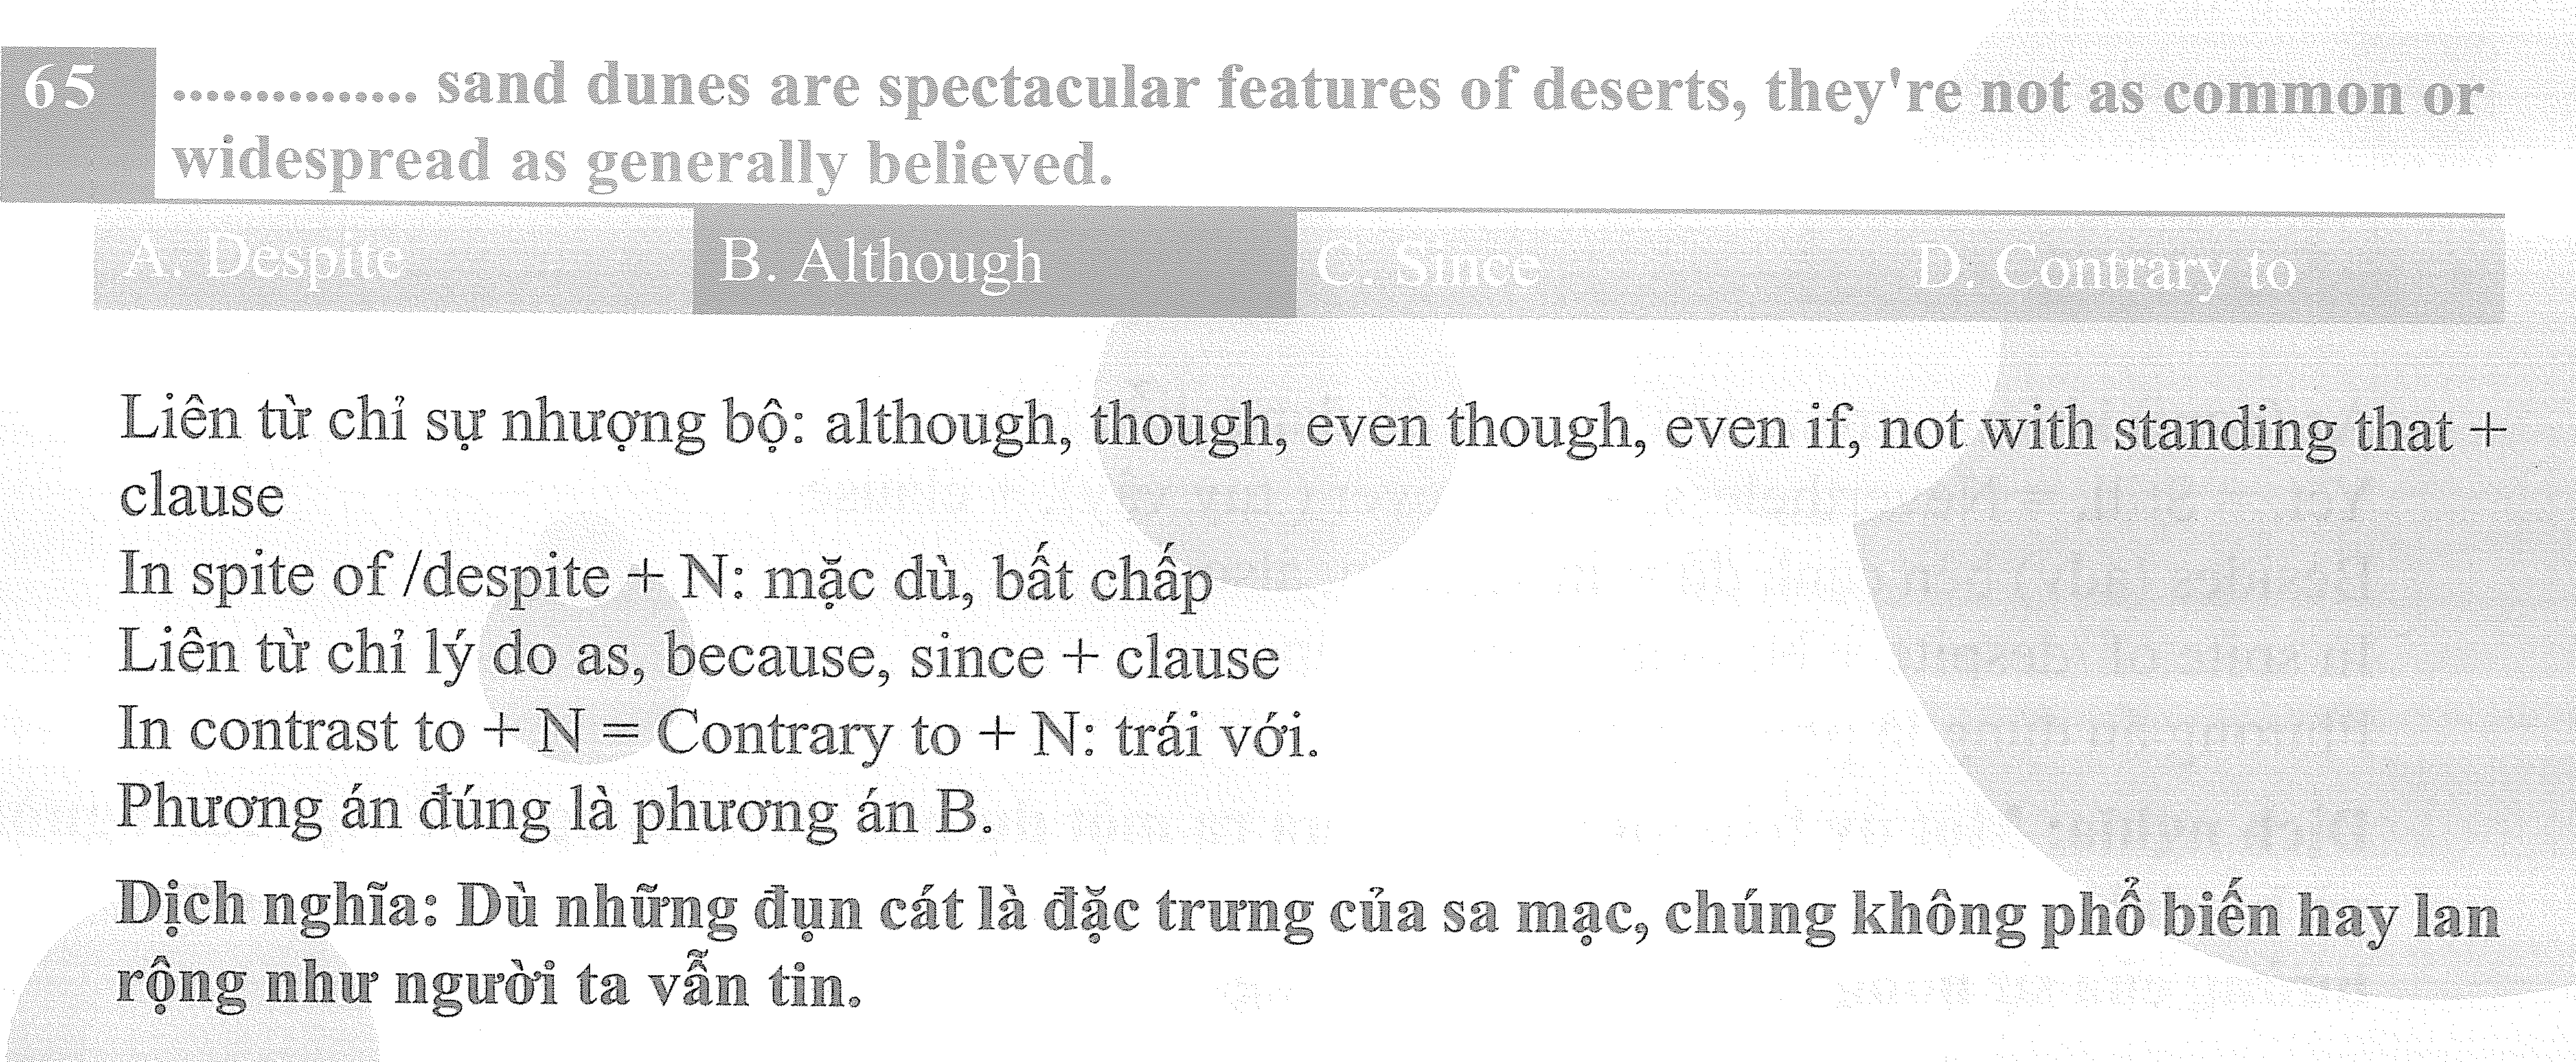 65 ............... sand dunes are spectacular features of deserts, they're not as common or
widespread as generally believed.
A. Despite B. Although C. Since D. Contrary to
Liên từ chỉ sự nhượng bộ: although, though, even though, even if, not with standing that +
clause
In spite of /despite + N: mặc dù, bất chấp
Liên từ chỉ lý do as, because, since + clause
In contrast to + N = Contrary to + N: trái với.
Phương án đúng là phương án B.
Dịch nghĩa: Dù những đụn cát là đặc trưng của sa mạc, chúng không phổ biến hay lan
rộng như người ta vẫn tin.